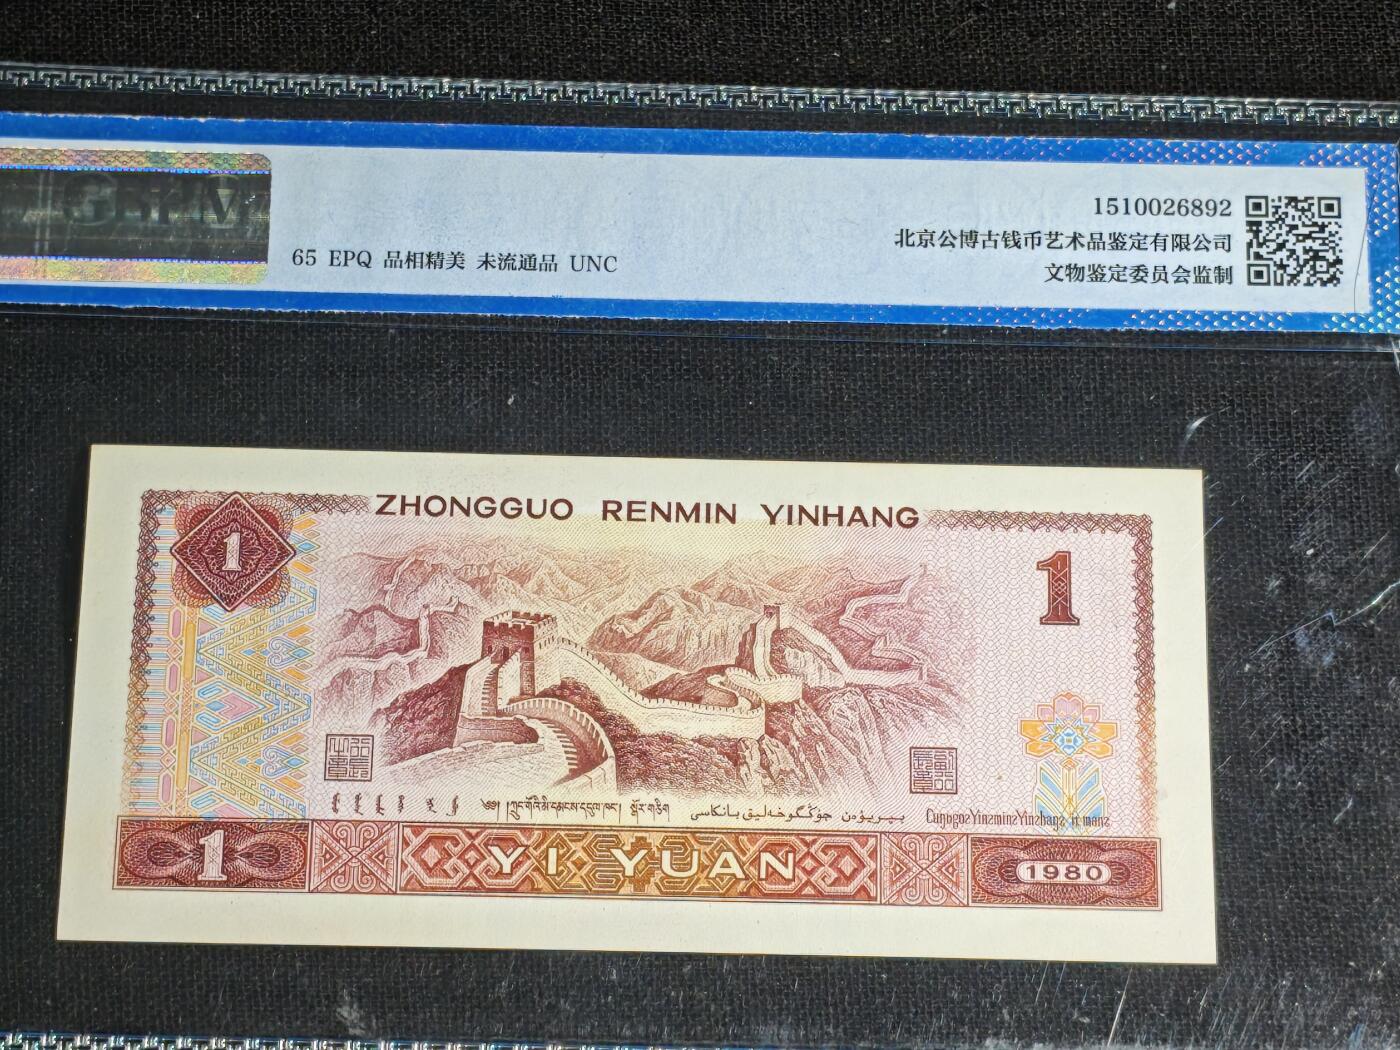 65 EPQ 品相精美 未流通品 UNC
1510026892
北京公博古钱币艺术品鉴定有限公司
文物鉴定委员会监制
ZHONGGUO RENMIN YINHANG
1
1
YI YUAN
1
1980